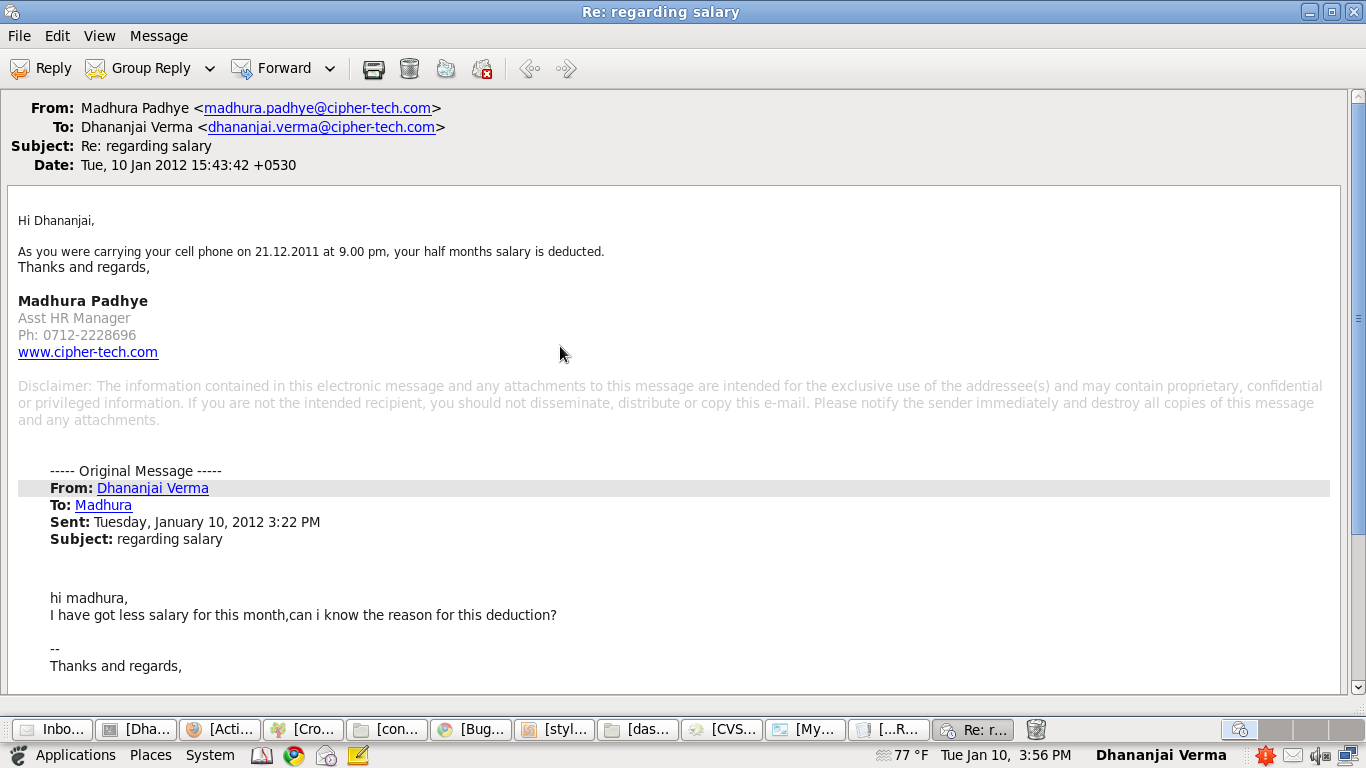 Re: regarding salary
File Edit View Message
Reply Group Reply Forward
From: Madhura Padhye <madhura.padhye@cipher-tech.com>
To: Dhananjai Verma <dhananjai.verma@cipher-tech.com>
Subject: Re: regarding salary
Date: Tue, 10 Jan 2012 15:43:42 +0530
Hi Dhananjai,
As you were carrying your cell phone on 21.12.2011 at 9.00 pm, your half months salary is deducted.
Thanks and regards,
Madhura Padhye
Asst HR Manager
Ph: 0712-2228696
www.cipher-tech.com
Disclaimer: The information contained in this electronic message and any attachments to this message are intended for the exclusive use of the addressee(s) and may contain proprietary, confidential
or privileged information. If you are not the intended recipient, you should not disseminate, distribute or copy this e-mail. Please notify the sender immediately and destroy all copies of this message
and any attachments.
----- Original Message -----
From: Dhananjai Verma
To: Madhura
Sent: Tuesday, January 10, 2012 3:22 PM
Subject: regarding salary
hi madhura,
I have got less salary for this month,can i know the reason for this deduction?
--
Thanks and regards,
Inbo... [Dha... [Acti... [Cro... [con... [Bug... [styl... [das... [CVS... [My... [...R... Re: r...
Applications Places System 77 °F Tue Jan 10, 3:56 PM Dhananjai Verma